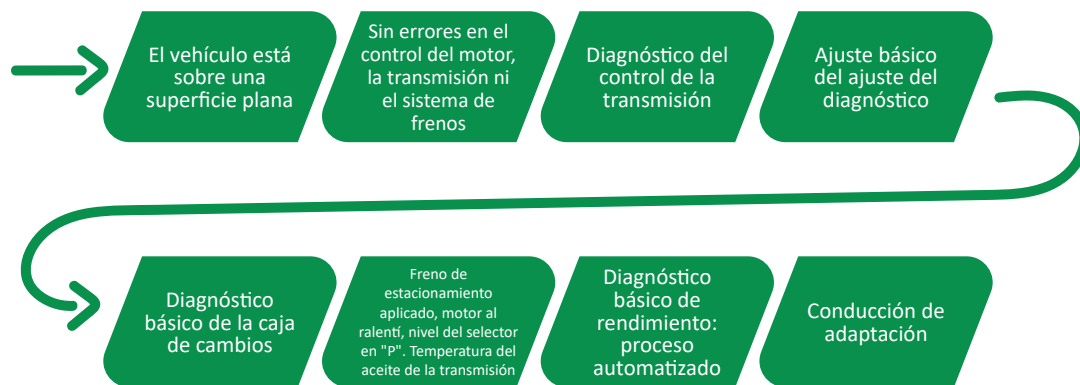 El vehículo está
sobre una
superficie plana
Sin errores en el
control del motor,
la transmisión ni
el sistema de
frenos
Diagnóstico del
control de la
transmisión
Ajuste básico
del ajuste del
diagnóstico
Diagnóstico
básico de la caja
de cambios
Freno de
estacionamiento
aplicado, motor al
ralentí, nivel del selector
en "P". Temperatura del
aceite de la transmisión
Diagnóstico
básico de
rendimiento:
proceso
automatizado
Conducción de
adaptación